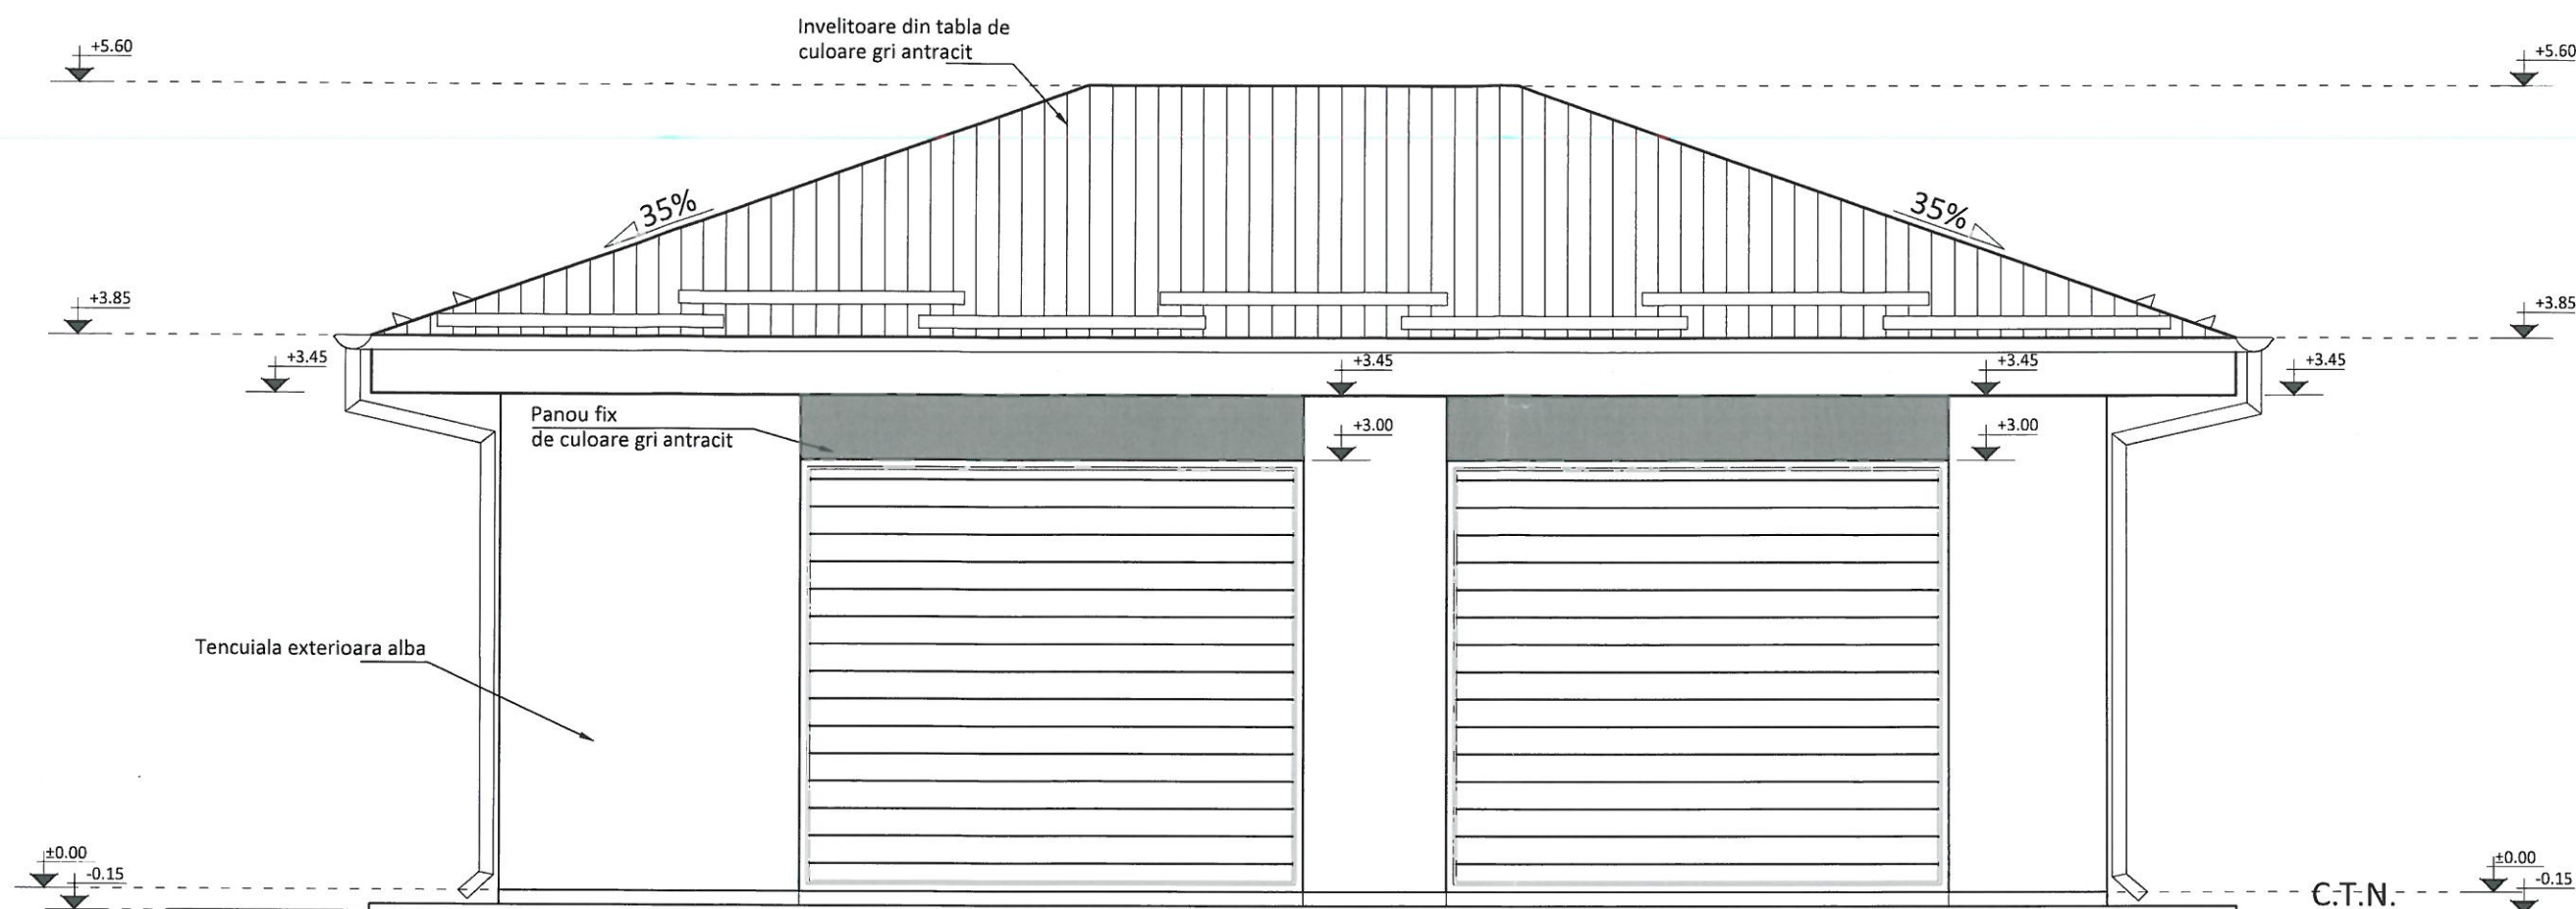 Invelitoare din tabla de
culoare gri antracit
+5.60
+5.60
35%
35%
+3.85
+3.85
+3.45
+3.45
+3.45
+3.45
Panou fix
de culoare gri antracit
+3.00
+3.00
Tencuiala exterioara alba
±0.00
-0.15
±0.00
-0.15
C.T.N.